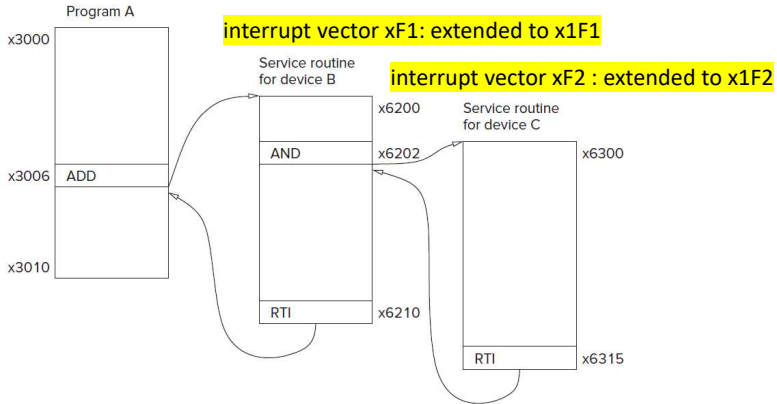 Program A
x3000
interrupt vector xF1: extended to x1F1
Service routine
for device B
interrupt vector xF2 : extended to x1F2
x6200
Service routine
for device C
AND
x6202
x6300
x3006
ADD
x3010
RTI
x6210
RTI
x6315